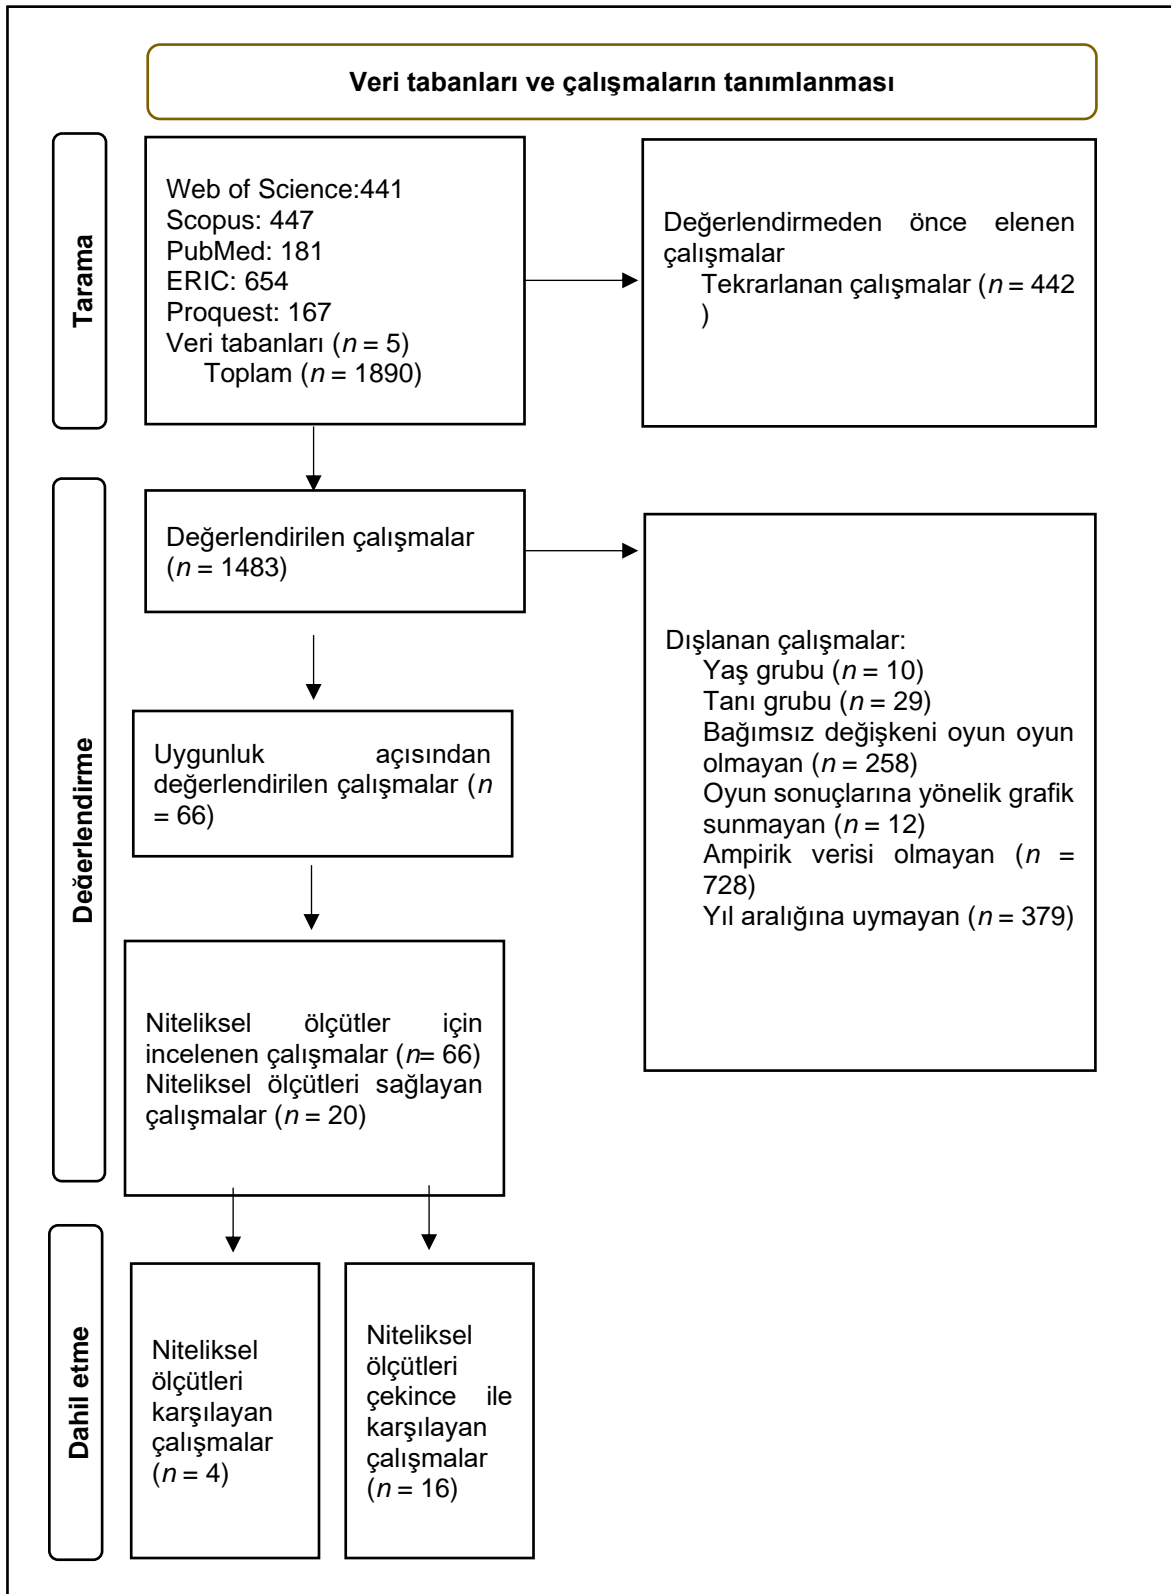 Veri tabanları ve çalışmaların tanımlanması
Tarama
Web of Science:441
Scopus: 447
PubMed: 181
ERIC: 654
Proquest: 167
Veri tabanları (n = 5)
Toplam (n = 1890)
Değerlendirmeden önce elenen
çalışmalar
Tekrarlanan çalışmalar (n = 442
)
Değerlendirme
Değerlendirilen çalışmalar
(n = 1483)
Dışlanan çalışmalar:
Yaş grubu (n = 10)
Tanı grubu (n = 29)
Bağımsız değişkeni oyun oyun
olmayan (n = 258)
Oyun sonuçlarına yönelik grafik
sunmayan (n = 12)
Ampirik verisi olmayan (n =
728)
Yıl aralığına uymayan (n = 379)
Uygunluk açısından
değerlendirilen çalışmalar (n
= 66)
Niteliksel ölçütler için
incelenen çalışmalar (n= 66)
Niteliksel ölçütleri sağlayan
çalışmalar (n = 20)
Dahil etme
Niteliksel
ölçütleri
karşılayan
çalışmalar
(n = 4)
Niteliksel
ölçütleri
çekince ile
karşılayan
çalışmalar
(n = 16)